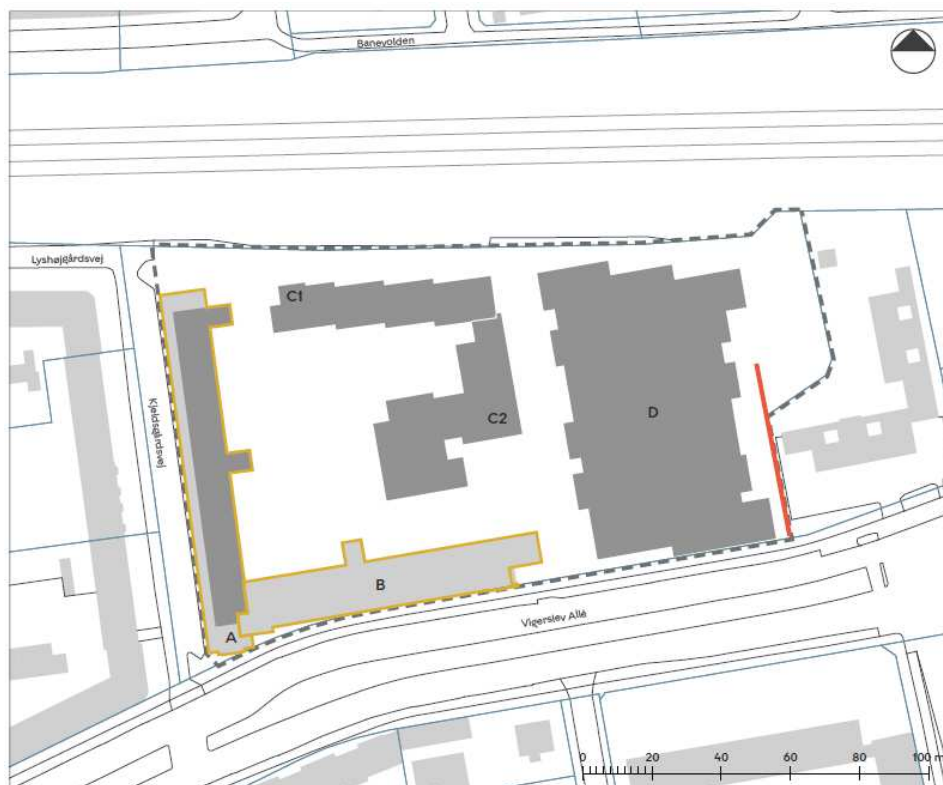 Banevolden
Lyshøjgårdsvej
C1
Kjeldsgårdsvej
C2
D
B
A
Vigerslev Allé
0 20 40 60 80 100 m